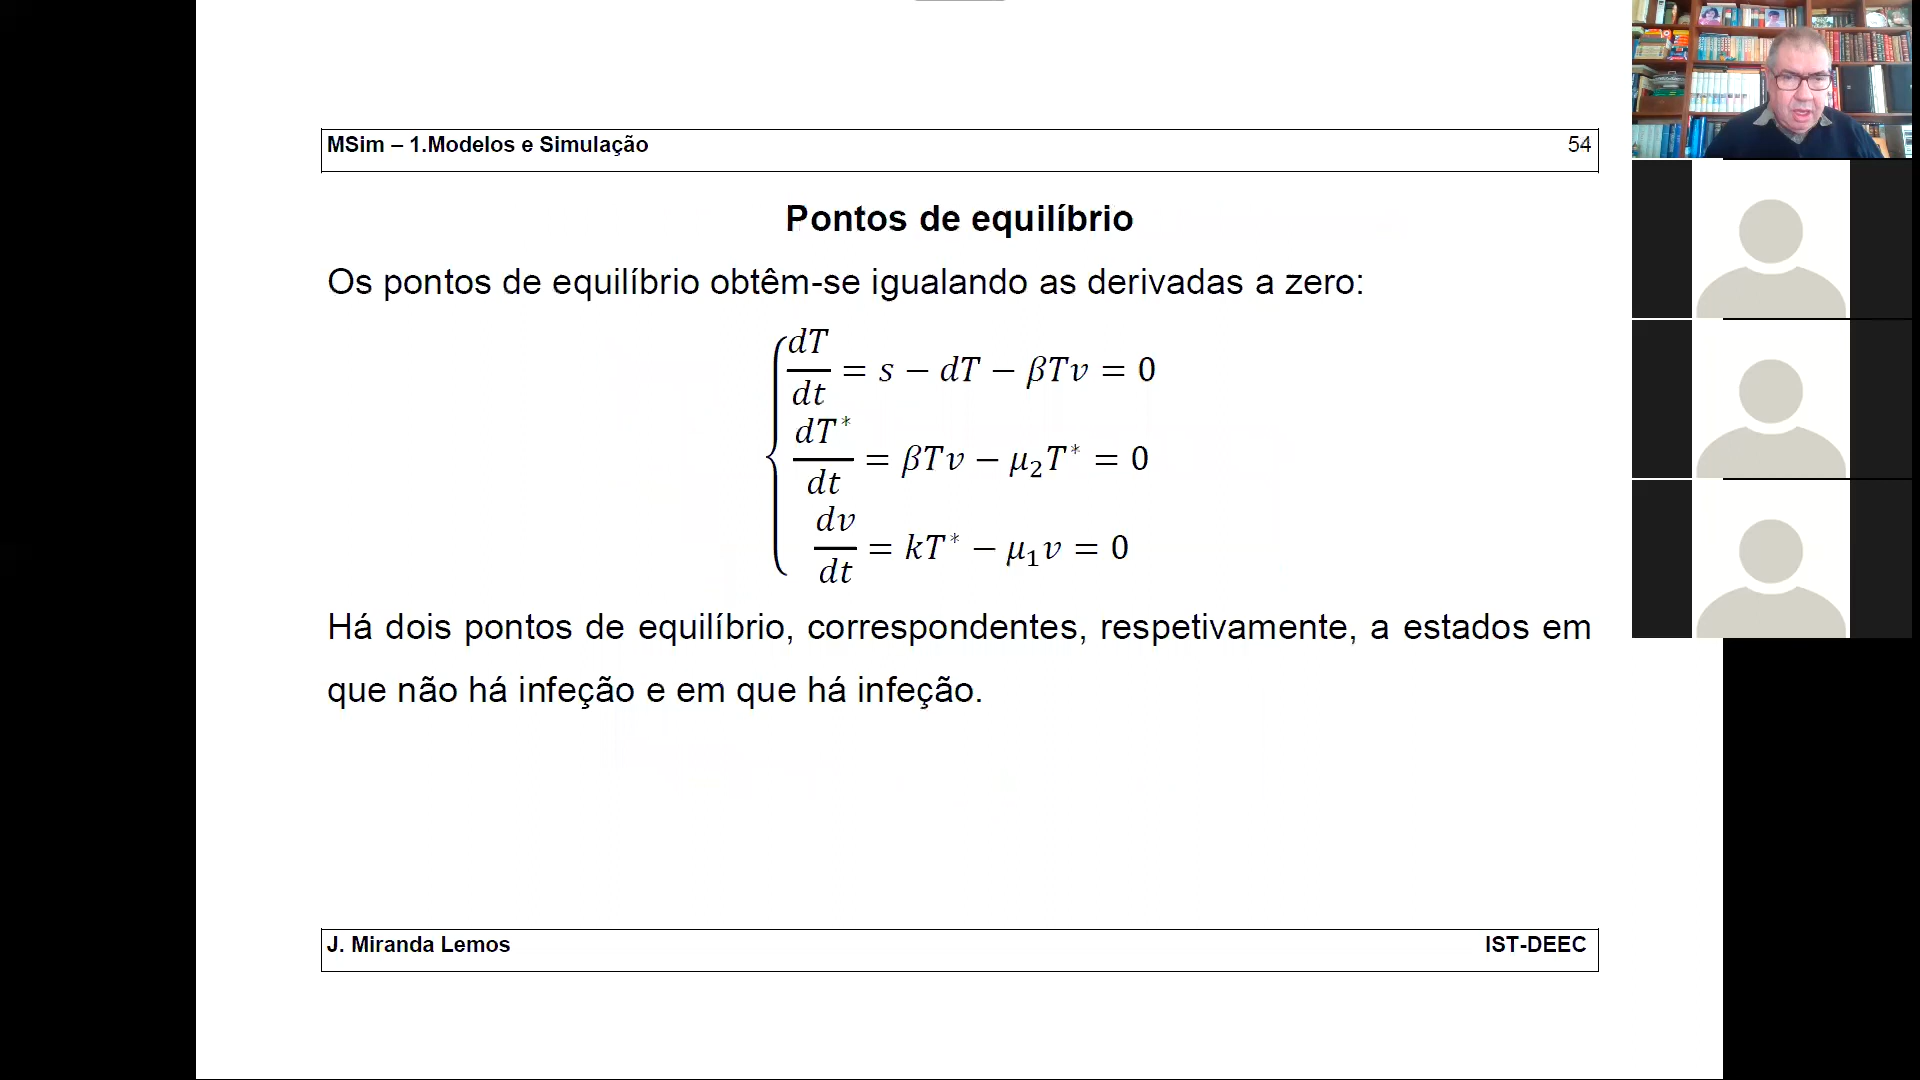 MSim – 1.Modelos e Simulação 54
Pontos de equilíbrio
Os pontos de equilíbrio obtêm-se igualando as derivadas a zero:
dT/dt = s − dT − βTv = 0
dT*/dt = βTv − μ₂T* = 0
dv/dt = kT* − μ₁v = 0
Há dois pontos de equilíbrio, correspondentes, respetivamente, a estados em
que não há infeção e em que há infeção.
J. Miranda Lemos IST-DEEC